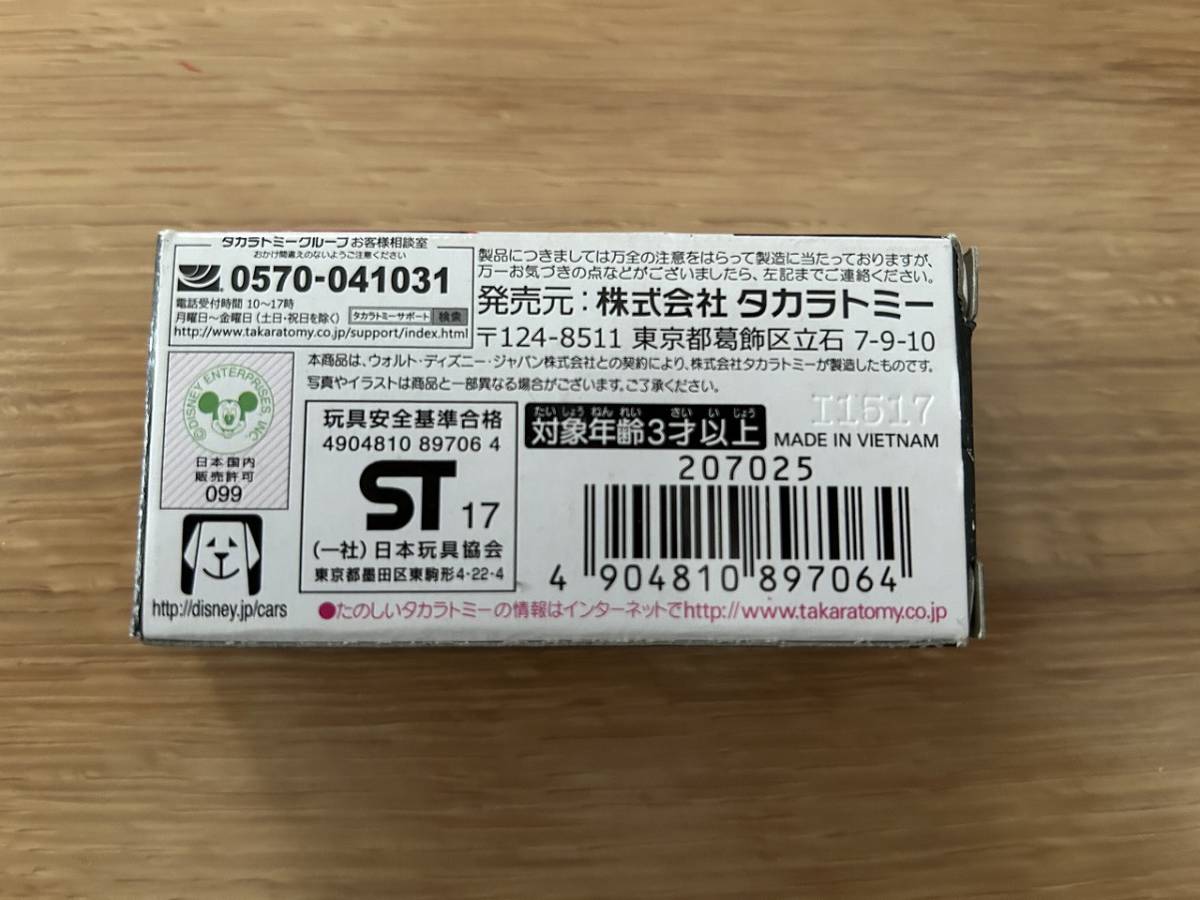 タカラトミーグループお客様相談室
おかけ間違えのないようご注意ください
0570-041031
電話受付時間 10〜17時
月曜日〜金曜日(土日・祝日を除く) タカラトミーサポート 検索
http://www.takaratomy.co.jp/support/index.html
製品につきましては万全の注意をはらって製造に当たっておりますが、
万一お気づきの点などがございましたら、左記までご連絡ください。
発売元:株式会社 タカラトミー
〒124-8511 東京都葛飾区立石 7-9-10
本商品は、ウォルト・ディズニー・ジャパン株式会社との契約により、株式会社タカラトミーが製造したものです。
写真やイラストは商品と一部異なる場合がございます。ご了承ください。
©DISNEY ENTERPRISES, INC.
日本国内
販売許可
099
玩具安全基準合格
4904810 89706 4
ST 17
(一社)日本玩具協会
東京都墨田区東駒形4-22-4
たいしょうねんれい さいいじょう
対象年齢3才以上
I1517
MADE IN VIETNAM
207025
4 904810 897064
http://disney.jp/cars
●たのしいタカラトミーの情報はインターネットでhttp://www.takaratomy.co.jp